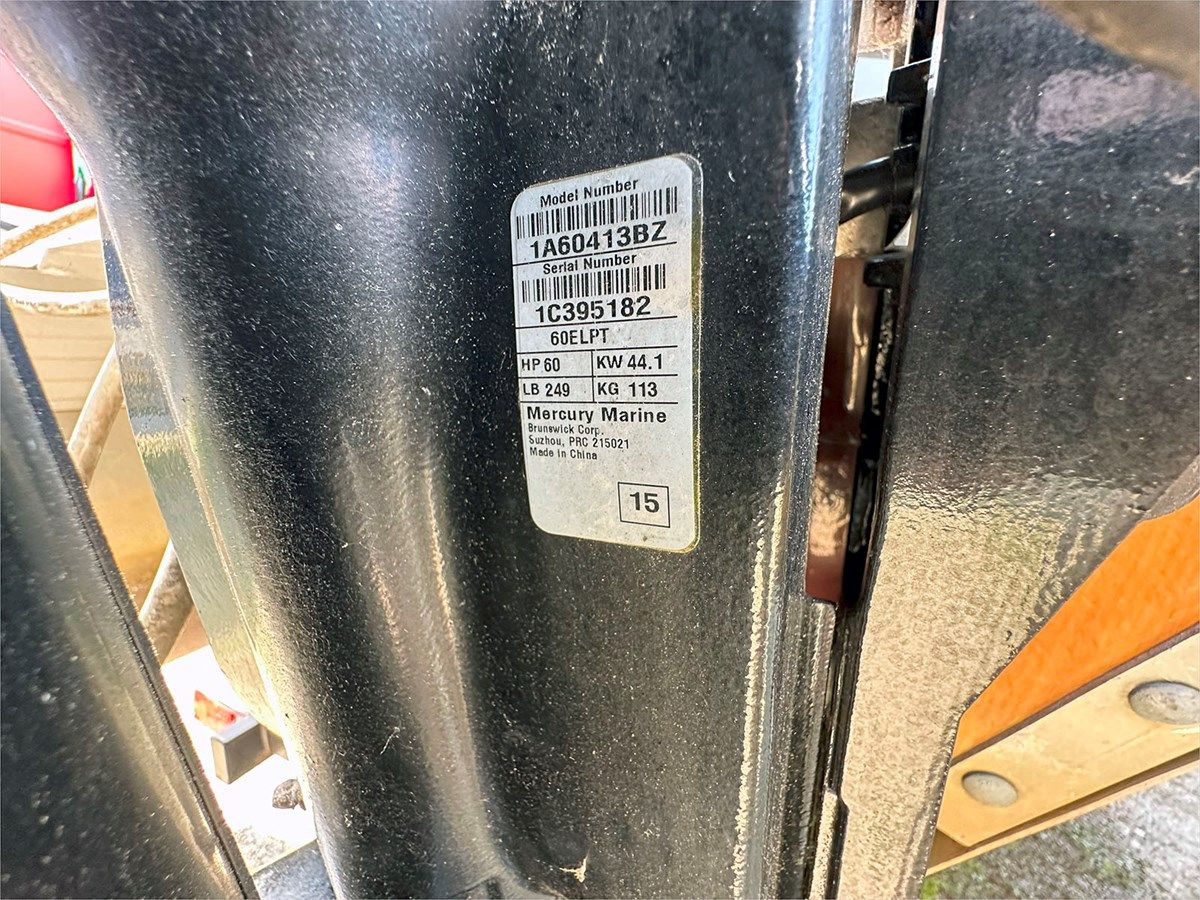 Model Number
1A60413BZ
Serial Number
1C395182
60ELPT
HP 60 KW 44.1
LB 249 KG 113
Mercury Marine
Brunswick Corp.
Suzhou, PRC 215021
Made in China
15